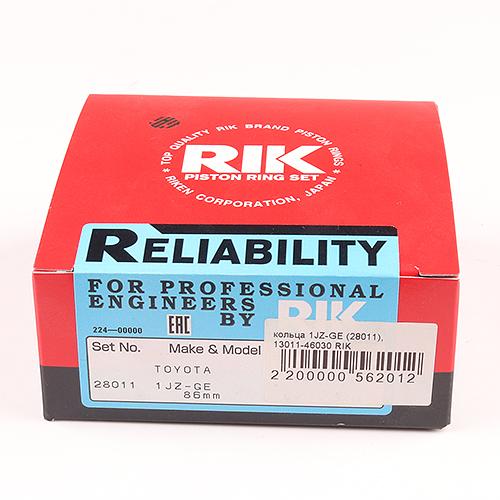 * TOP QUALITY RIK BRAND PISTON RINGS *
RIK
PISTON RING SET
RIKEN CORPORATION, JAPAN
RELIABILITY
FOR PROFESSIONAL
ENGINEERS
BY RIK
224—00000
EAC
Set No. Make & Model
TOYOTA
28011 1JZ-GE
86mm
кольца 1JZ-GE (28011),
13011-46030 RIK
2 200000 562012